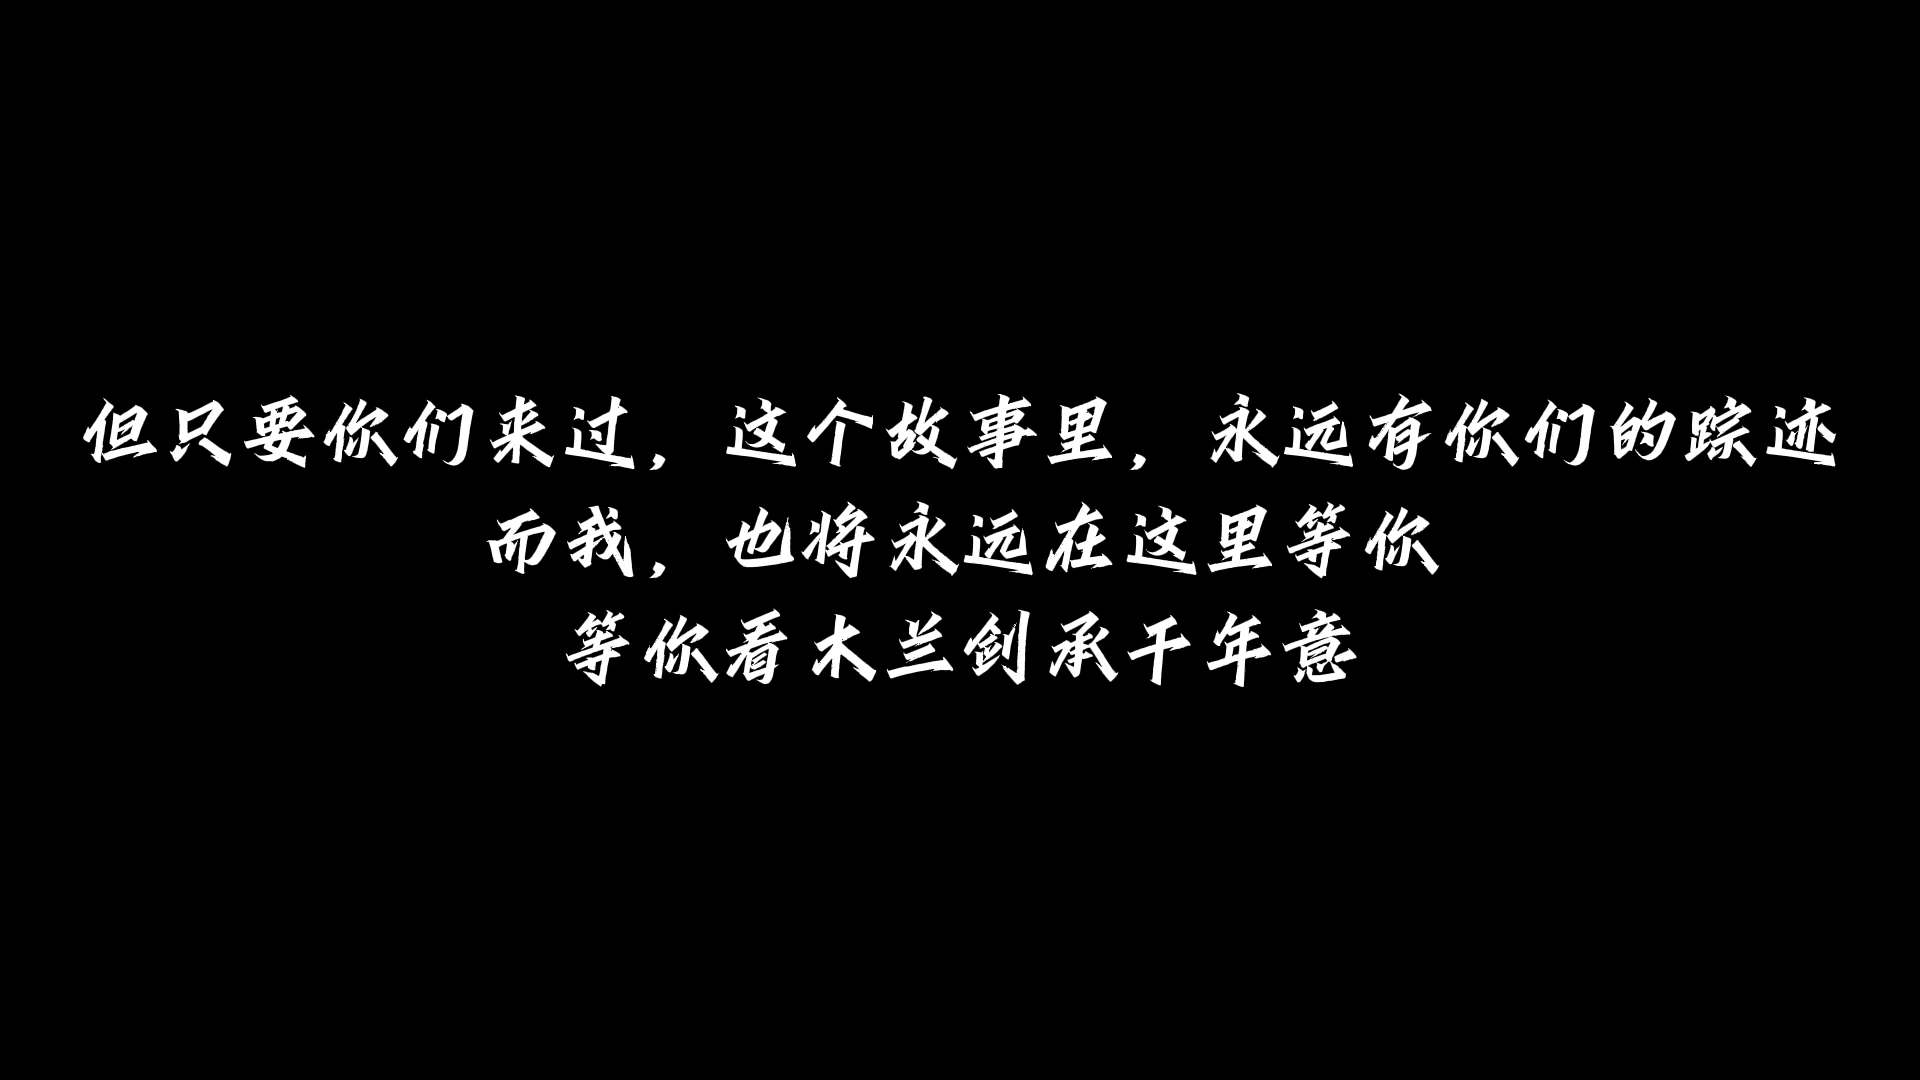 但只要你们来过，这个故事里，永远有你们的踪迹
而我，也将永远在这里等你
等你看木兰剑承千年意